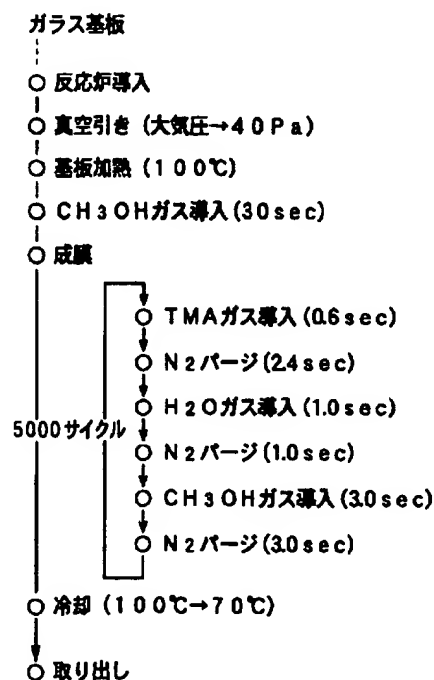 ガラス基板
反応炉導入
真空引き (大気圧→40Pa)
基板加熱 (100℃)
CH3OHガス導入(30sec)
成膜
TMAガス導入(0.6sec)
N2パージ(2.4sec)
H2Oガス導入(1.0sec)
5000サイクル
N2パージ(1.0sec)
CH3OHガス導入(3.0sec)
N2パージ(3.0sec)
冷却 (100℃→70℃)
取り出し